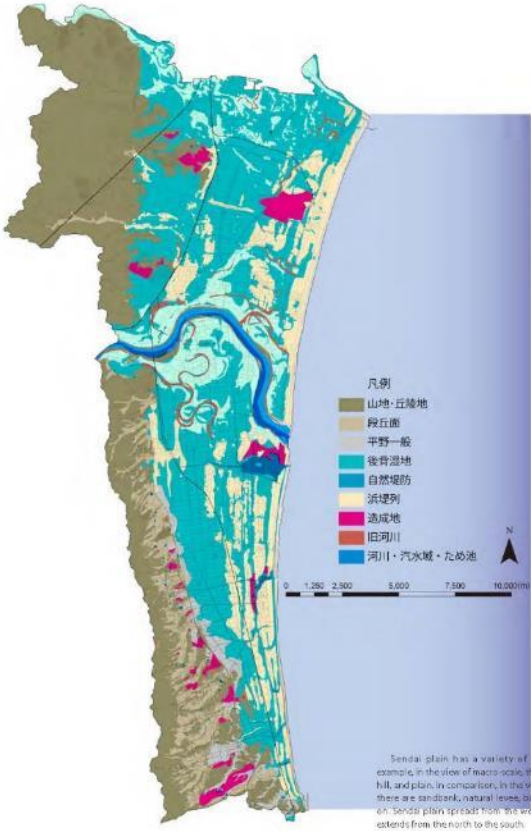 凡例
山地・丘陵地
段丘面
平野一般
後背湿地
自然堤防
浜堤列
造成地
旧河川
河川・汽水域・ため池
N
0 1,250 2,500 5,000 7,500 10,000(m)
Sendai plain has a variety of
example, in the view of macro-scale, th
hill, and plain. in comparison, in the v
there are sandbank, natural levee, b
on. Sendai plain spreads from the we
extends from the north to the south.